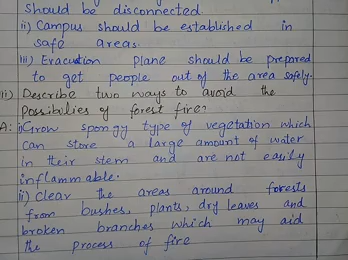 should be disconnected
ii) Campus should be established in
safe areas.
iii) Evacution plane should be prepared
to get people out of the area safely.
ii) Describe two ways to avoid the
Possibilies of forest fire?
A: i) Grow spongy type of vegetation which
can store a large amount of water
in their stem and are not easily
inflammable.
ii) Clear the areas around forests
from bushes, plants, dry leaves and
broken branches which may aid
the process of fire